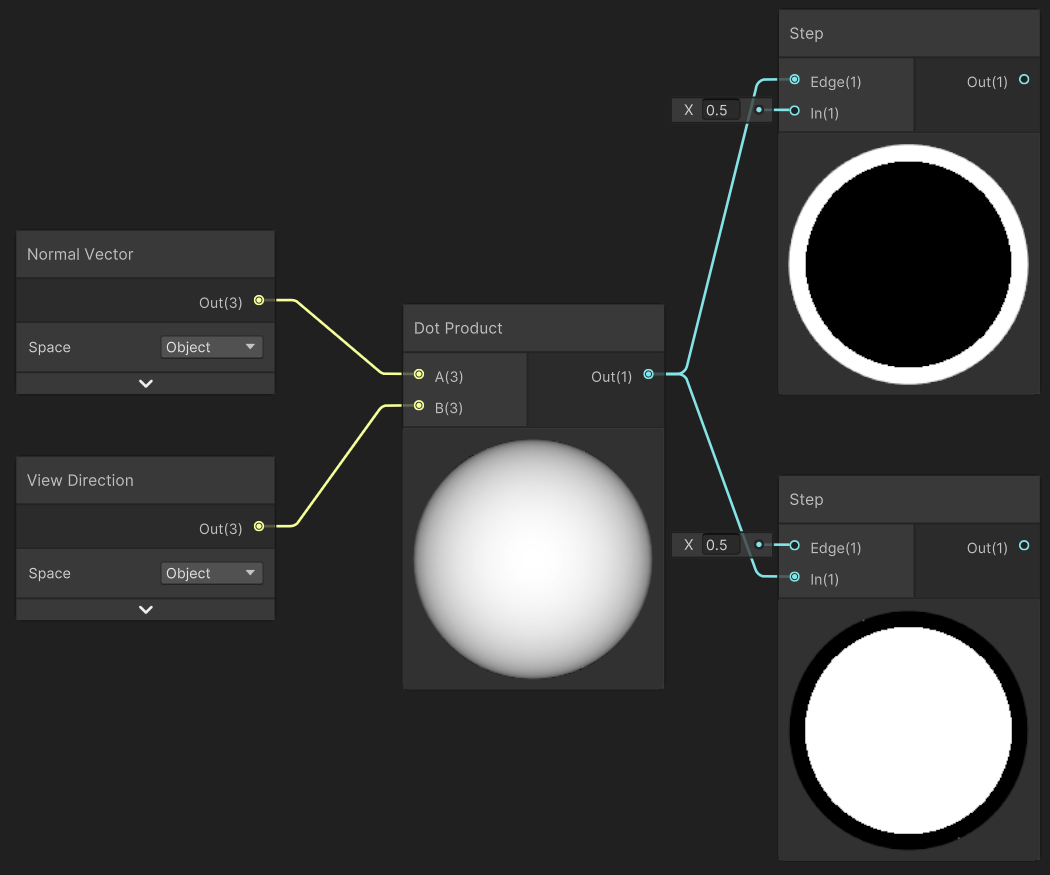 Normal Vector
Out(3)
Space Object
View Direction
Out(3)
Space Object
Dot Product
A(3) Out(1)
B(3)
Step
Edge(1) Out(1)
X 0.5 In(1)
Step
X 0.5 Edge(1) Out(1)
In(1)